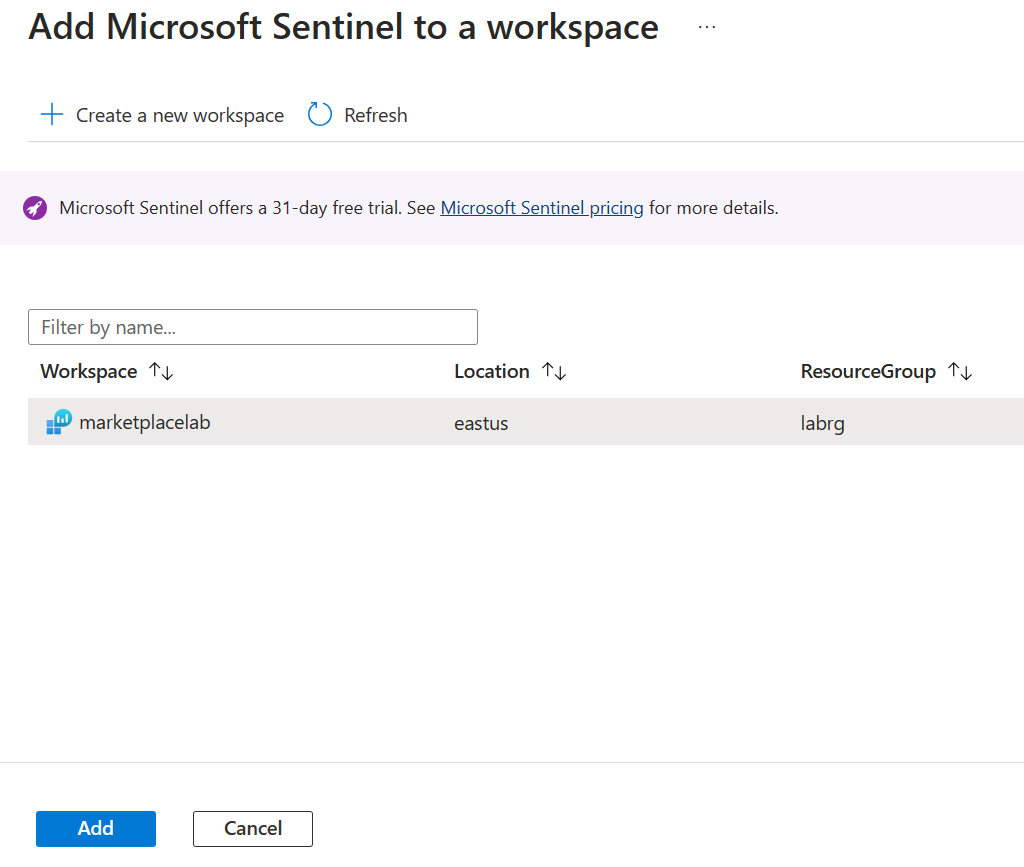 Add Microsoft Sentinel to a workspace ...
Create a new workspace Refresh
Microsoft Sentinel offers a 31-day free trial. See Microsoft Sentinel pricing for more details.
Filter by name...
Workspace ↑↓ Location ↑↓ ResourceGroup ↑↓
marketplacelab eastus labrg
Add Cancel